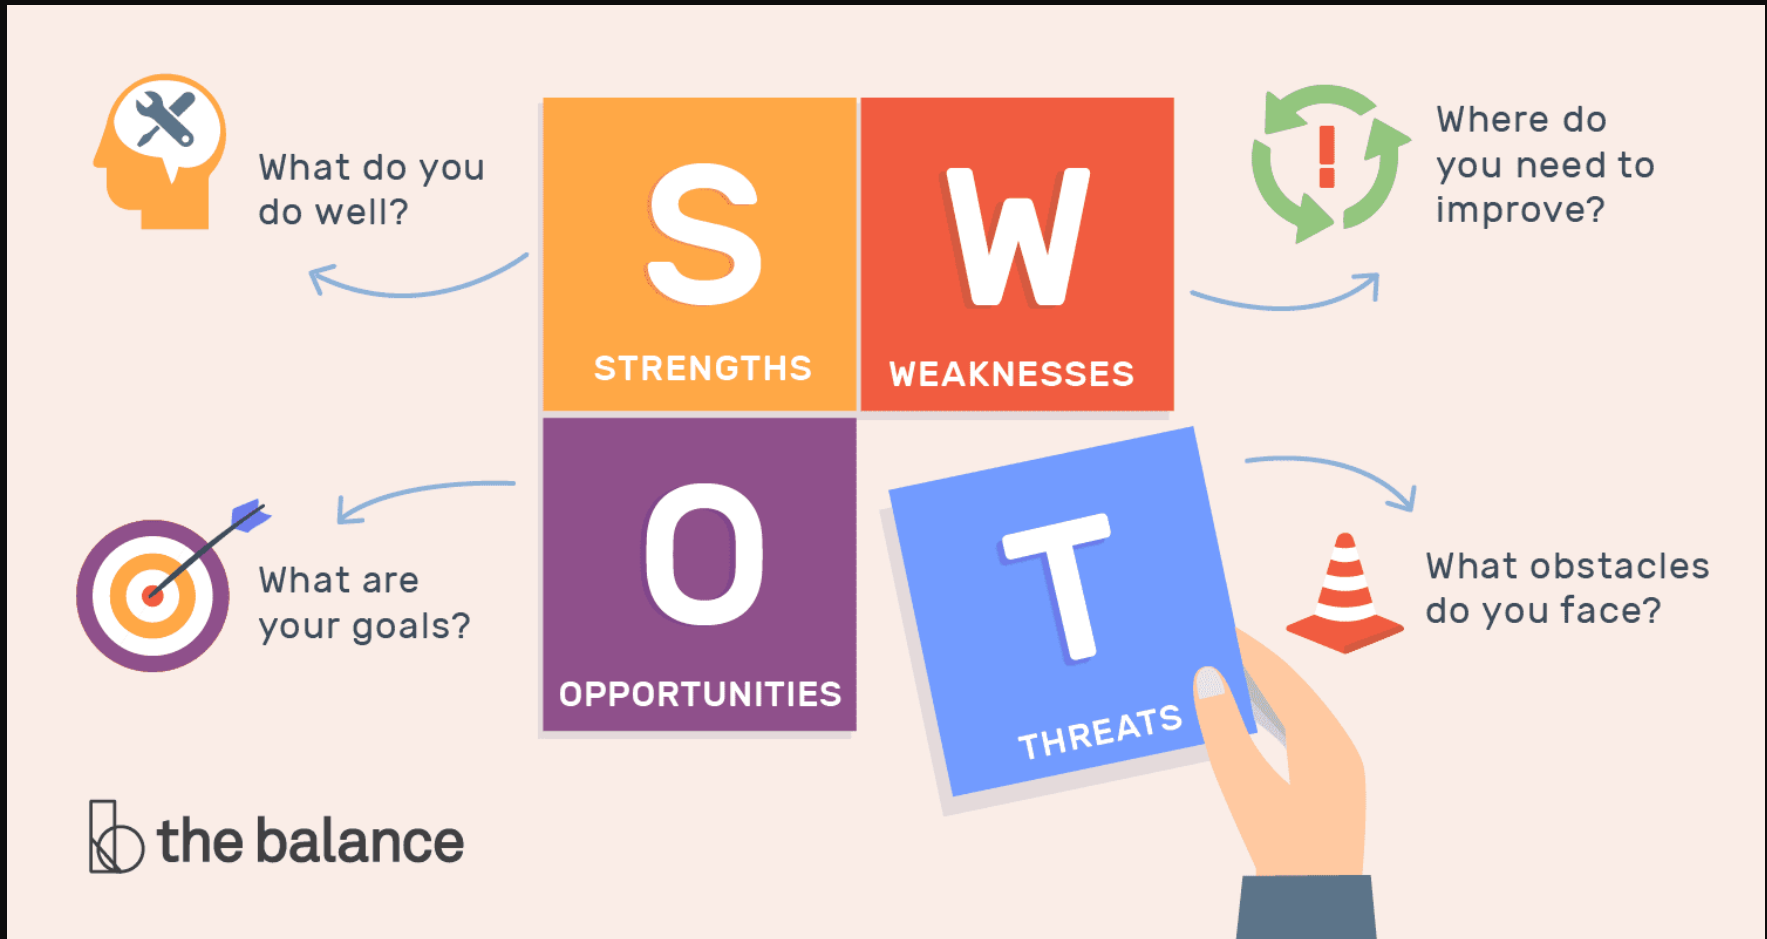 What do you
do well?
S
STRENGTHS
W
WEAKNESSES
Where do
you need to
improve?
What are
your goals?
O
OPPORTUNITIES
T
THREATS
What obstacles
do you face?
the balance